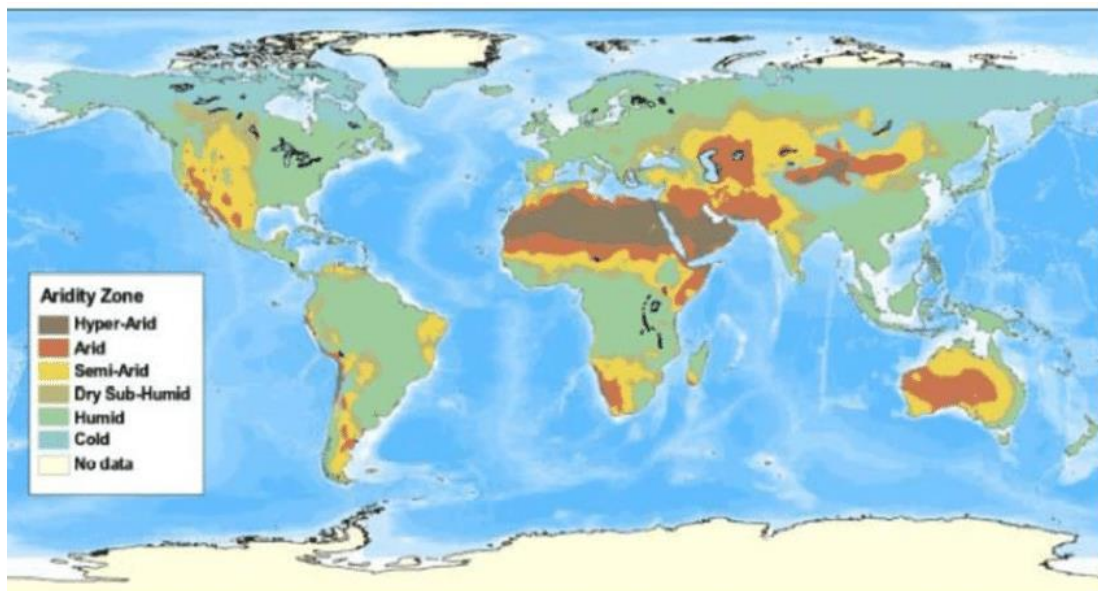 Aridity Zone
Hyper-Arid
Arid
Semi-Arid
Dry Sub-Humid
Humid
Cold
No data